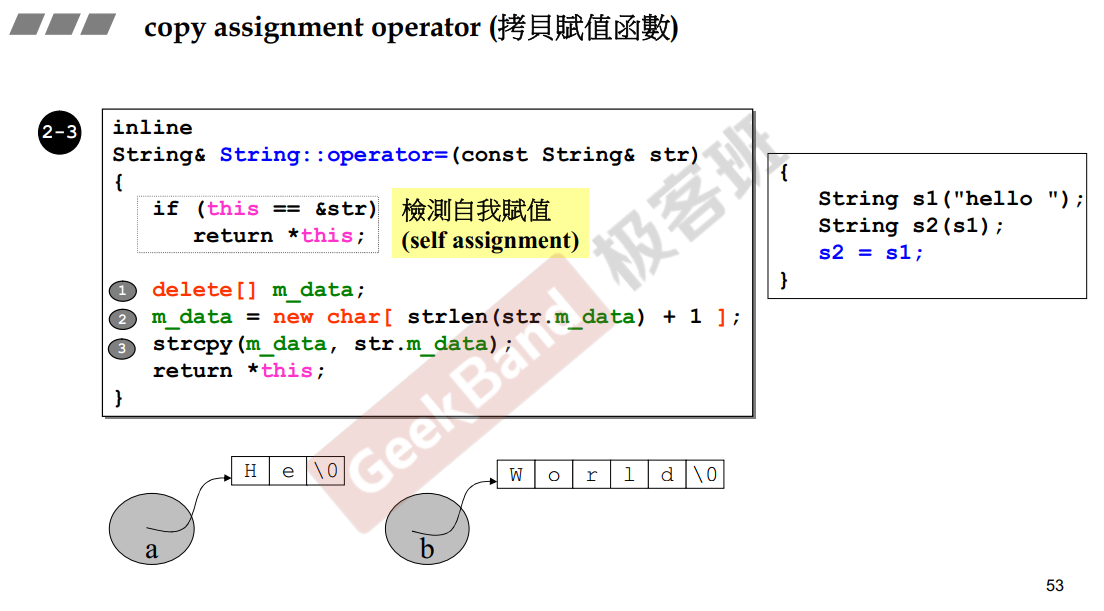 copy assignment operator (拷貝賦值函數)
2-3
inline
String& String::operator=(const String& str)
{
if (this == &str)
return *this;
檢測自我賦值
(self assignment)
1 delete[] m_data;
2 m_data = new char[ strlen(str.m_data) + 1 ];
3 strcpy(m_data, str.m_data);
return *this;
}
{
String s1("hello ");
String s2(s1);
s2 = s1;
}
GeekBand 极客班
H e \0
a
W o r l d \0
b
53